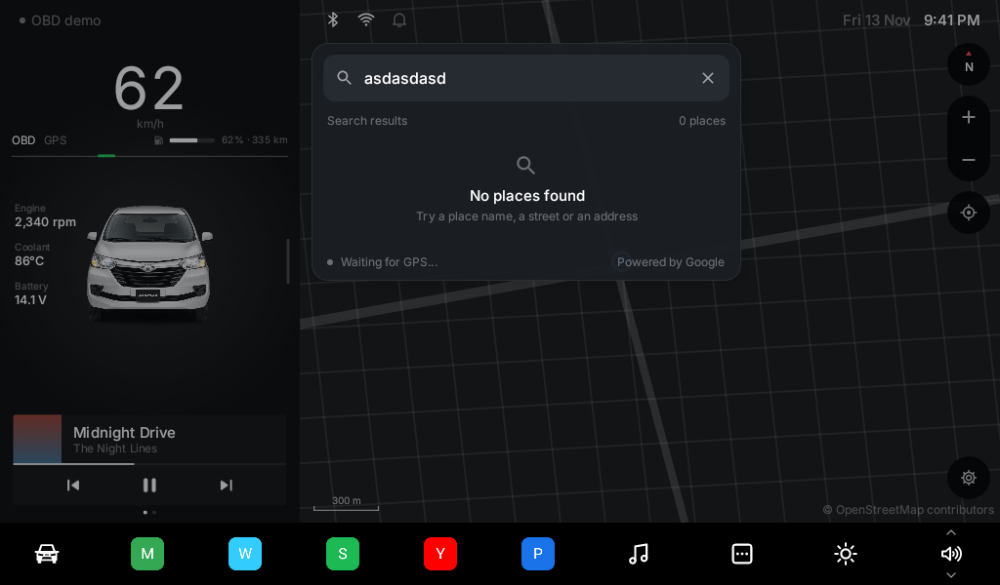 OBD demo
Fri 13 Nov 9:41 PM
62
km/h
OBD GPS
62% · 335 km
Engine
2,340 rpm
Coolant
86°C
Battery
14.1 V
Midnight Drive
The Night Lines
asdasdasd
Search results
0 places
No places found
Try a place name, a street or an address
Waiting for GPS...
Powered by Google
N
300 m
© OpenStreetMap contributors
M
W
S
Y
P